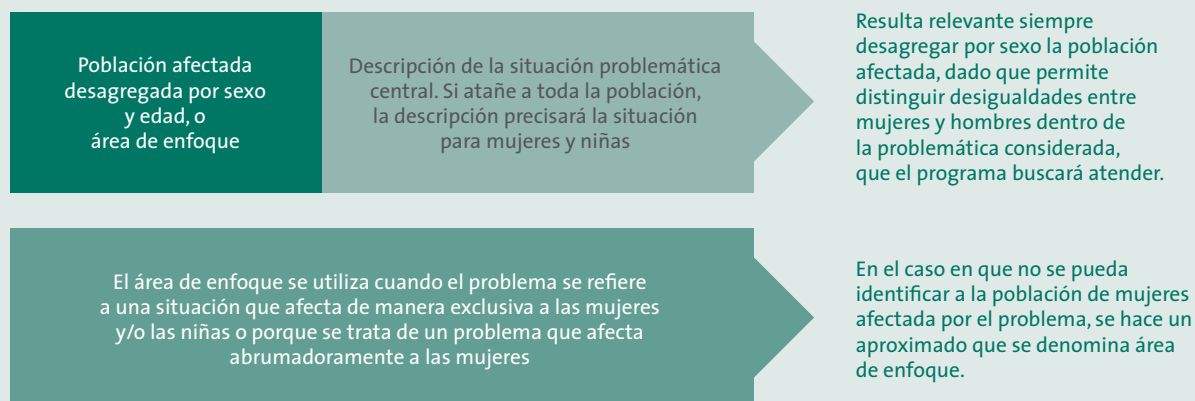 Población afectada
desagregada por sexo
y edad, o
área de enfoque
Descripción de la situación problemática
central. Si atañe a toda la población,
la descripción precisará la situación
para mujeres y niñas
Resulta relevante siempre
desagregar por sexo la población
afectada, dado que permite
distinguir desigualdades entre
mujeres y hombres dentro de
la problemática considerada,
que el programa buscará atender.
El área de enfoque se utiliza cuando el problema se refiere
a una situación que afecta de manera exclusiva a las mujeres
y/o las niñas o porque se trata de un problema que afecta
abrumadoramente a las mujeres
En el caso en que no se pueda
identificar a la población de mujeres
afectada por el problema, se hace un
aproximado que se denomina área
de enfoque.